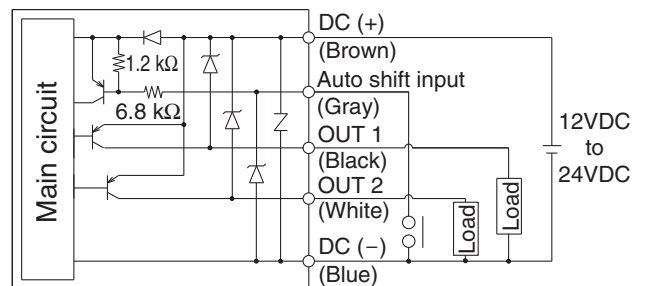 Main circuit
1.2 kΩ
6.8 kΩ
DC (+)
(Brown)
Auto shift input
(Gray)
OUT 1
(Black)
OUT 2
(White)
DC (−)
(Blue)
Load
Load
12VDC
to
24VDC